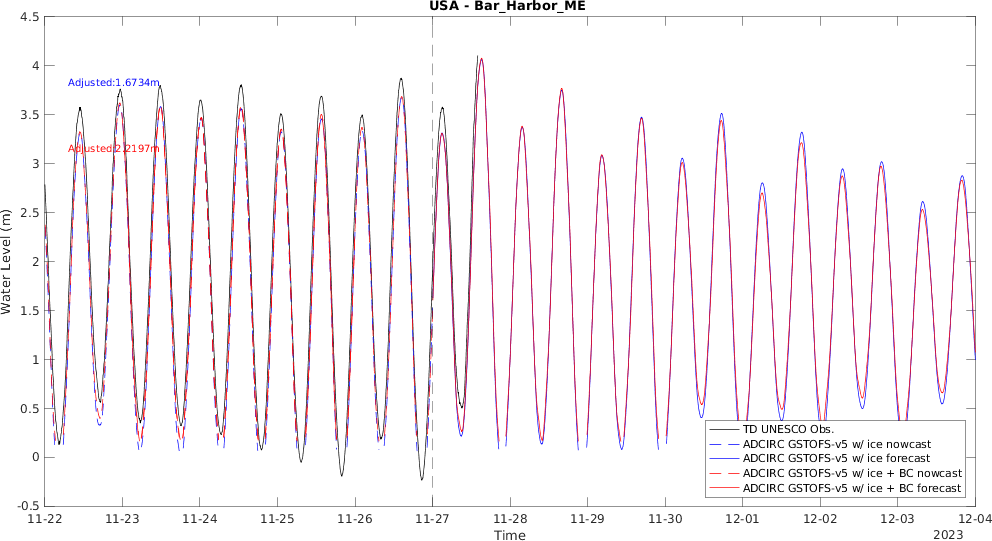 USA - Bar_Harbor_ME
4.5
4
3.5
3
2.5
2
1.5
1
0.5
0
-0.5
Water Level (m)
Adjusted:1.6734m
Adjusted:2.2197m
TD UNESCO Obs.
ADCIRC GSTOFS-v5 w/ ice nowcast
ADCIRC GSTOFS-v5 w/ ice forecast
ADCIRC GSTOFS-v5 w/ ice + BC nowcast
ADCIRC GSTOFS-v5 w/ ice + BC forecast
11-22 11-23 11-24 11-25 11-26 11-27 11-28 11-29 11-30 12-01 12-02 12-03 12-04
Time
2023